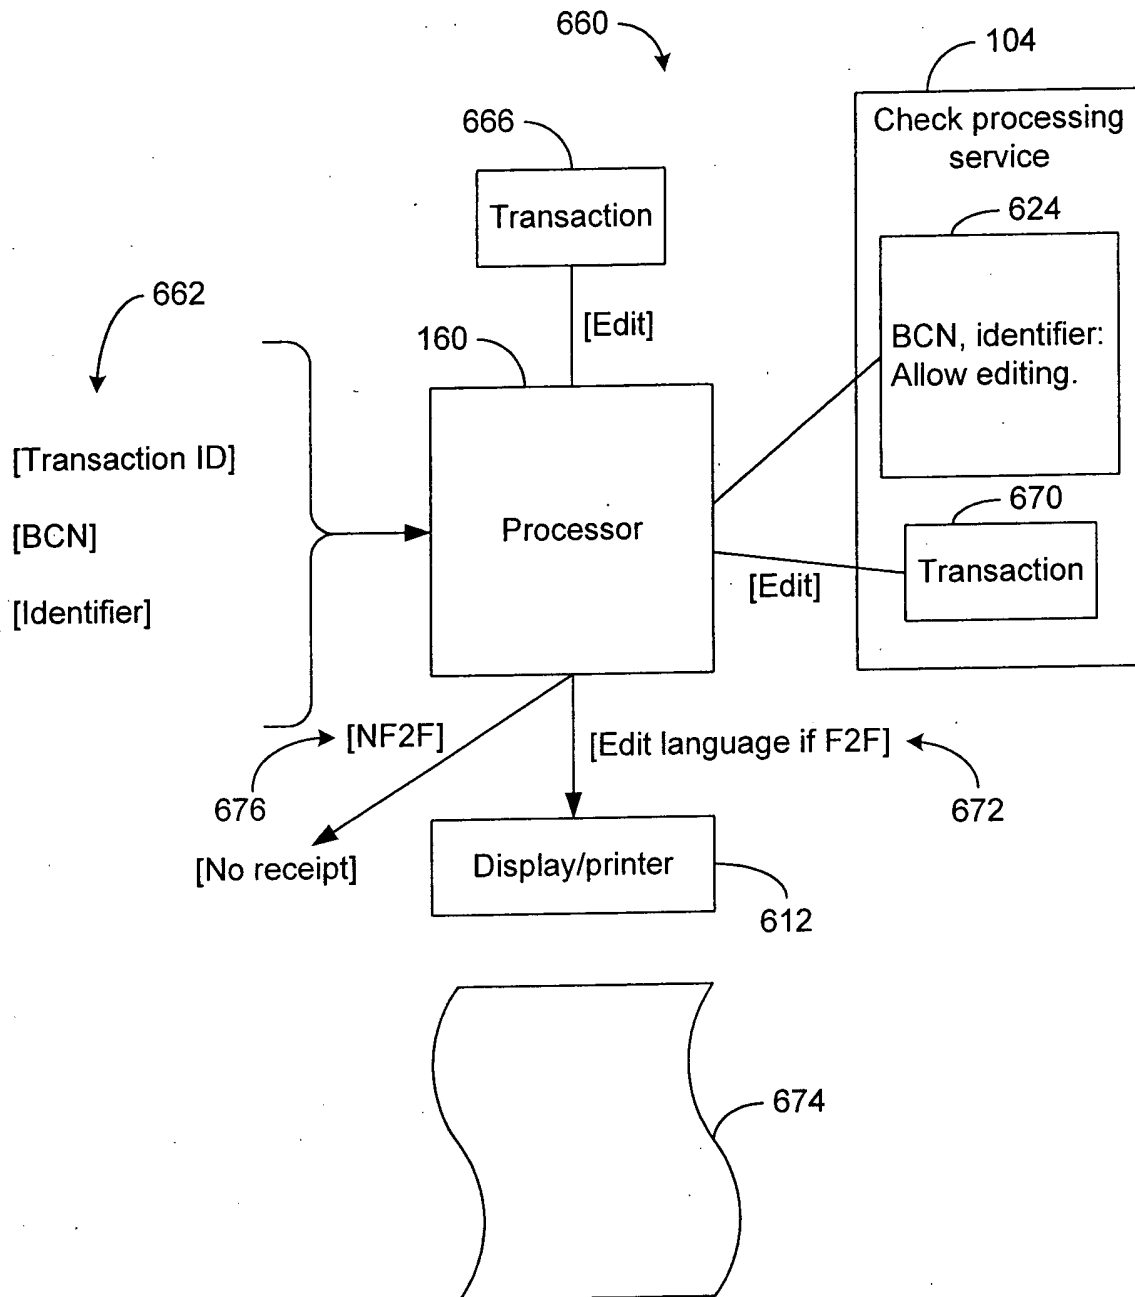 660
104
Check processing
service
666
Transaction
624
662
[Edit]
160
BCN, identifier:
Allow editing.
[Transaction ID]
[BCN]
[Identifier]
Processor
670
Transaction
[Edit]
[NF2F]
[Edit language if F2F]
676
672
[No receipt]
Display/printer
612
674